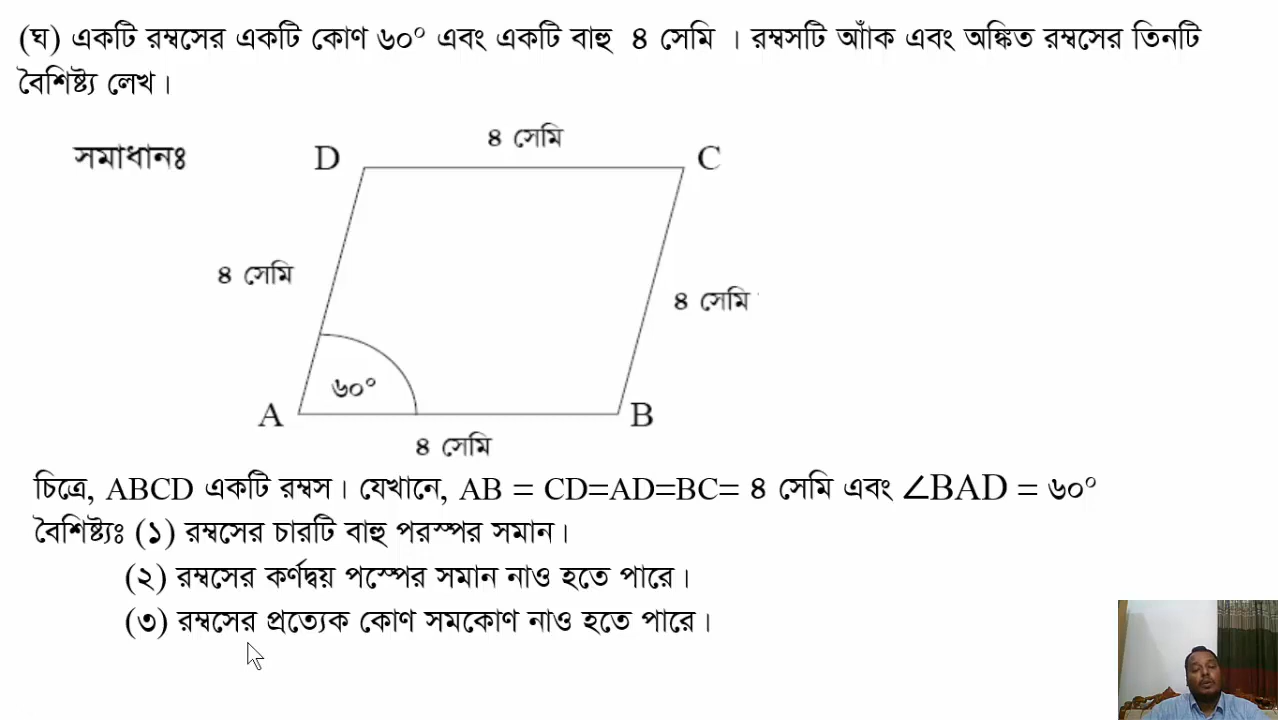 (ঘ) একটি রম্বসের একটি কোণ ৬০° এবং একটি বাহু ৪ সেমি । রম্বসটি আঁাক এবং অঙ্কিত রম্বসের তিনটি
বৈশিষ্ট্য লেখ।
সমাধানঃ
৪ সেমি
D
C
৪ সেমি
৪ সেমি
৬০°
A
B
৪ সেমি
চিত্রে, ABCD একটি রম্বস। যেখানে, AB = CD=AD=BC= ৪ সেমি এবং ∠BAD = ৬০°
বৈশিষ্ট্যঃ (১) রম্বসের চারটি বাহু পরস্পর সমান।
(২) রম্বসের কর্ণদ্বয় পস্পের সমান নাও হতে পারে।
(৩) রম্বসের প্রত্যেক কোণ সমকোণ নাও হতে পারে।